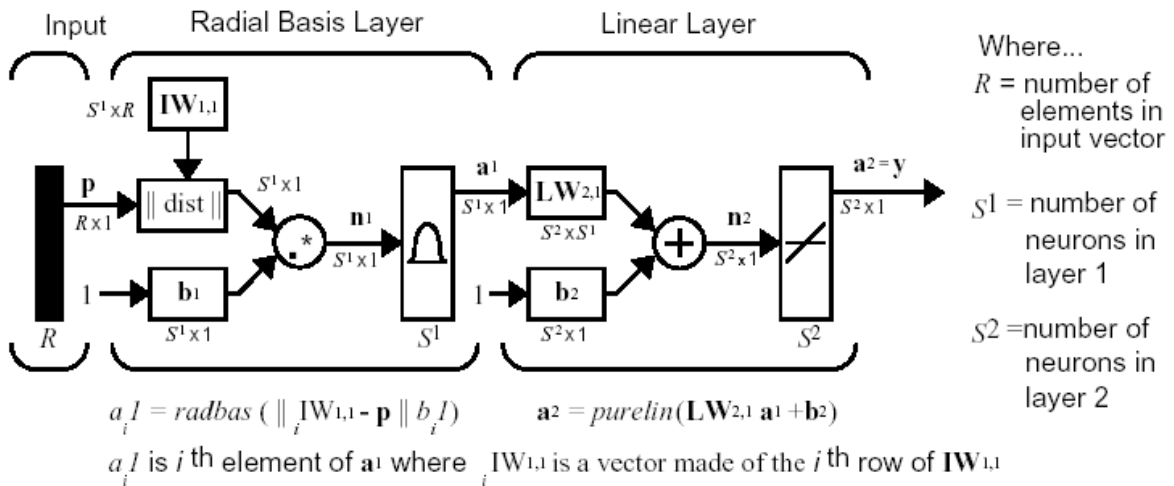 Input
Radial Basis Layer
Linear Layer
Where...
R = number of
elements in
input vector
S1 = number of
neurons in
layer 1
S2 =number of
neurons in
layer 2
S1 x R
IW1,1
p
R x 1
|| dist ||
S1 x 1
.*
n1
S1 x 1
1
b1
S1 x 1
R
S1
a1
S1 x 1
LW2,1
S2 x S1
+
n2
S2 x 1
1
b2
S2 x 1
S2
a2 = y
S2 x 1
ai1 = radbas ( || iIW1,1 - p || bi1)
a2 = purelin(LW2,1 a1 +b2)
ai1 is i th element of a1 where iIW1,1 is a vector made of the i th row of IW1,1